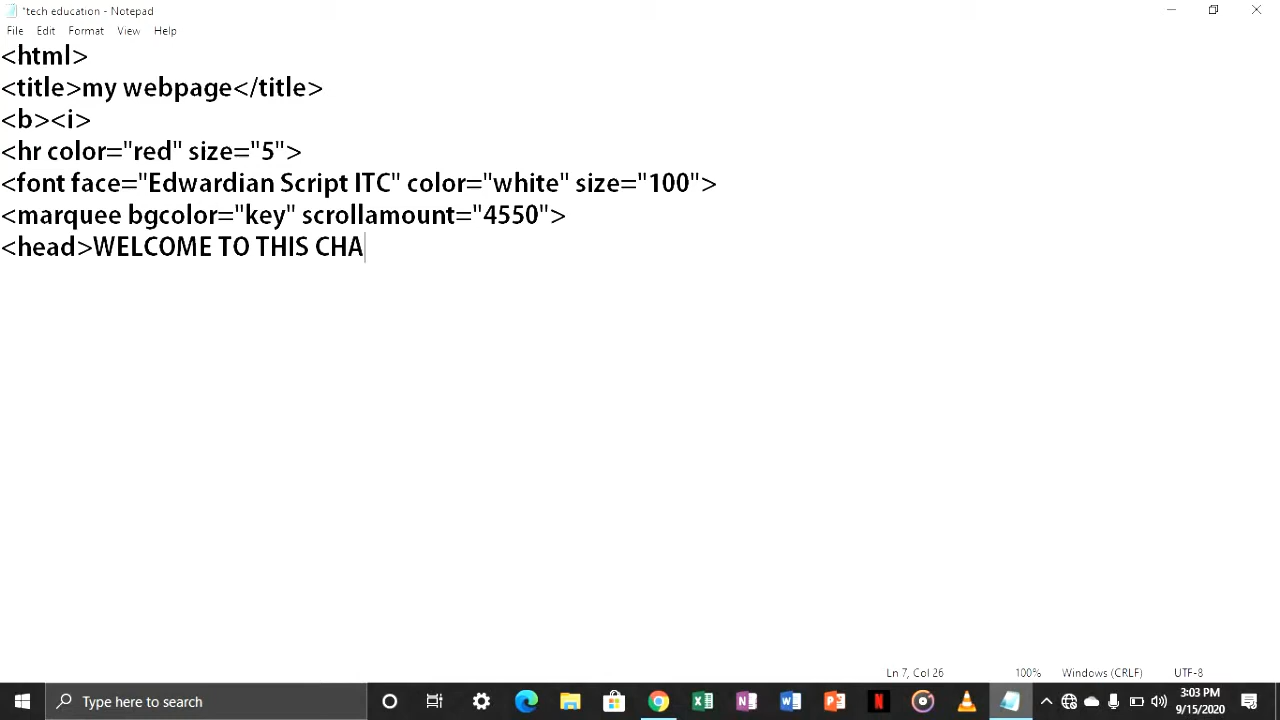 *tech education - Notepad
File Edit Format View Help
<html>
<title>my webpage</title>
<b><i>
<hr color="red" size="5">
<font face="Edwardian Script ITC" color="white" size="100">
<marquee bgcolor="key" scrollamount="4550">
<head>WELCOME TO THIS CHA
Ln 7, Col 26 100% Windows (CRLF) UTF-8
Type here to search
3:03 PM
9/15/2020